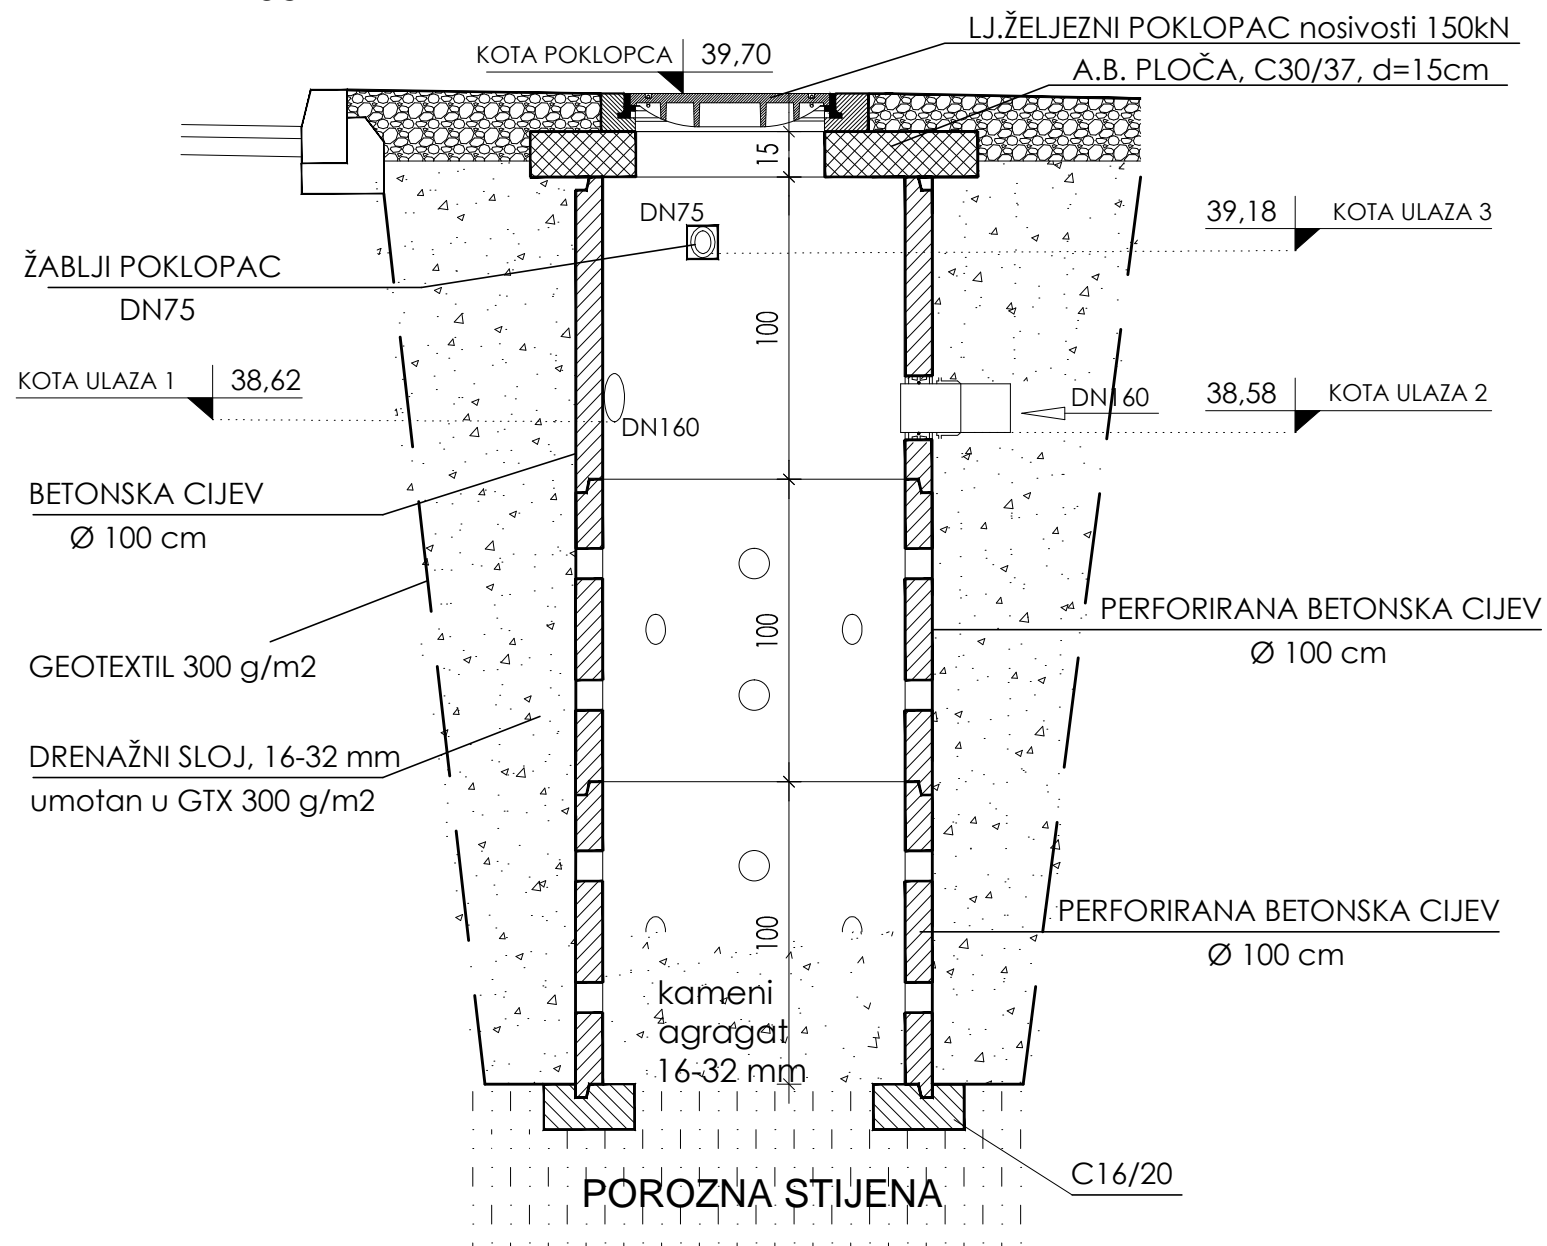 LJ.ŽELJEZNI POKLOPAC nosivosti 150kN
KOTA POKLOPCA 39,70
A.B. PLOČA, C30/37, d=15cm
15
DN75
39,18 KOTA ULAZA 3
ŽABLJI POKLOPAC
DN75
100
KOTA ULAZA 1 38,62
DN160
38,58 KOTA ULAZA 2
DN160
BETONSKA CIJEV
Ø 100 cm
100
PERFORIRANA BETONSKA CIJEV
Ø 100 cm
GEOTEXTIL 300 g/m2
DRENAŽNI SLOJ, 16-32 mm
umotan u GTX 300 g/m2
PERFORIRANA BETONSKA CIJEV
Ø 100 cm
100
kameni
agragat
16-32 mm
C16/20
POROZNA STIJENA